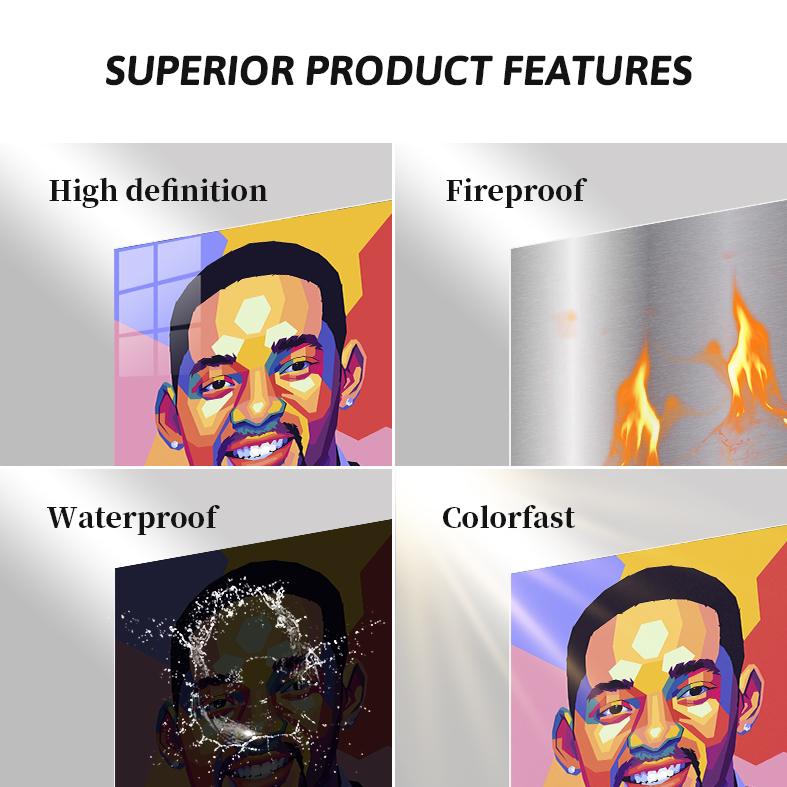 SUPERIOR PRODUCT FEATURES
High definition
Fireproof
Waterproof
Colorfast